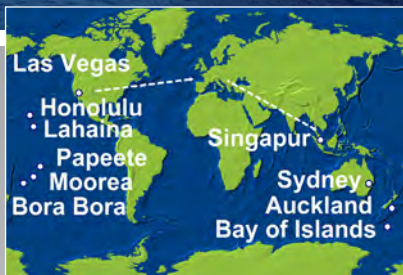 Las Vegas
Honolulu
Lahaina
Papeete
Moorea
Bora Bora
Singapur
Sydney
Auckland
Bay of Islands